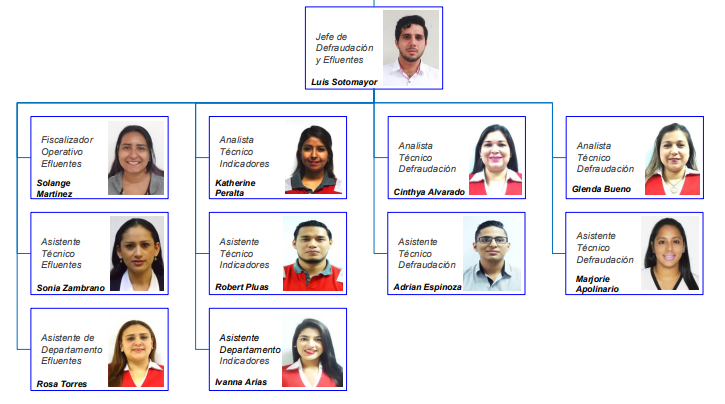 Jefe de
Defraudación
y Efluentes
Luis Sotomayor
Fiscalizador
Operativo
Efluentes
Solange
Martinez
Analista
Técnico
Indicadores
Katherine
Peralta
Analista
Técnico
Defraudación
Cinthya Alvarado
Analista
Técnico
Defraudación
Glenda Bueno
Asistente
Técnico
Efluentes
Sonia Zambrano
Asistente
Técnico
Indicadores
Robert Pluas
Asistente
Técnico
Defraudación
Adrian Espinoza
Asistente
Técnico
Defraudación
Marjorie
Apolinario
Asistente de
Departamento
Efluentes
Rosa Torres
Asistente
Departamento
Indicadores
Ivanna Arias